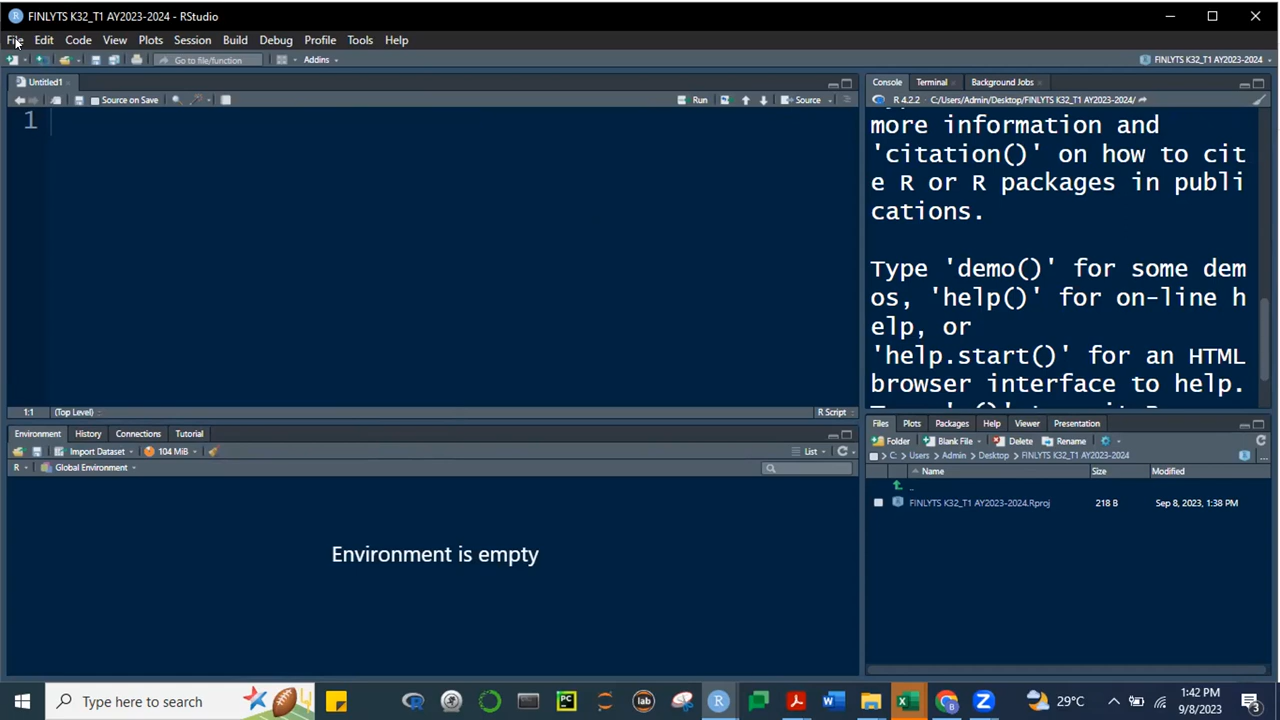 FINLYTS K32_T1 AY2023-2024 - RStudio
File Edit Code View Plots Session Build Debug Profile Tools Help
Go to file/function Addins FINLYTS K32_T1 AY2023-2024
Untitled1
Source on Save Run Source
1
1:1 (Top Level) R Script
Console Terminal Background Jobs
R 4.2.2 C:/Users/Admin/Desktop/FINLYTS K32_T1 AY2023-2024/
more information and
'citation()' on how to cit
e R or R packages in publi
cations.
Type 'demo()' for some dem
os, 'help()' for on-line h
elp, or
'help.start()' for an HTML
browser interface to help.
Environment History Connections Tutorial
Import Dataset 104 MiB List
R Global Environment
Environment is empty
Files Plots Packages Help Viewer Presentation
Folder Blank File Delete Rename
C: Users Admin Desktop FINLYTS K32_T1 AY2023-2024
Name Size Modified
..
FINLYTS K32_T1 AY2023-2024.Rproj 218 B Sep 8, 2023, 1:38 PM
Type here to search
29°C
1:42 PM
9/8/2023
3